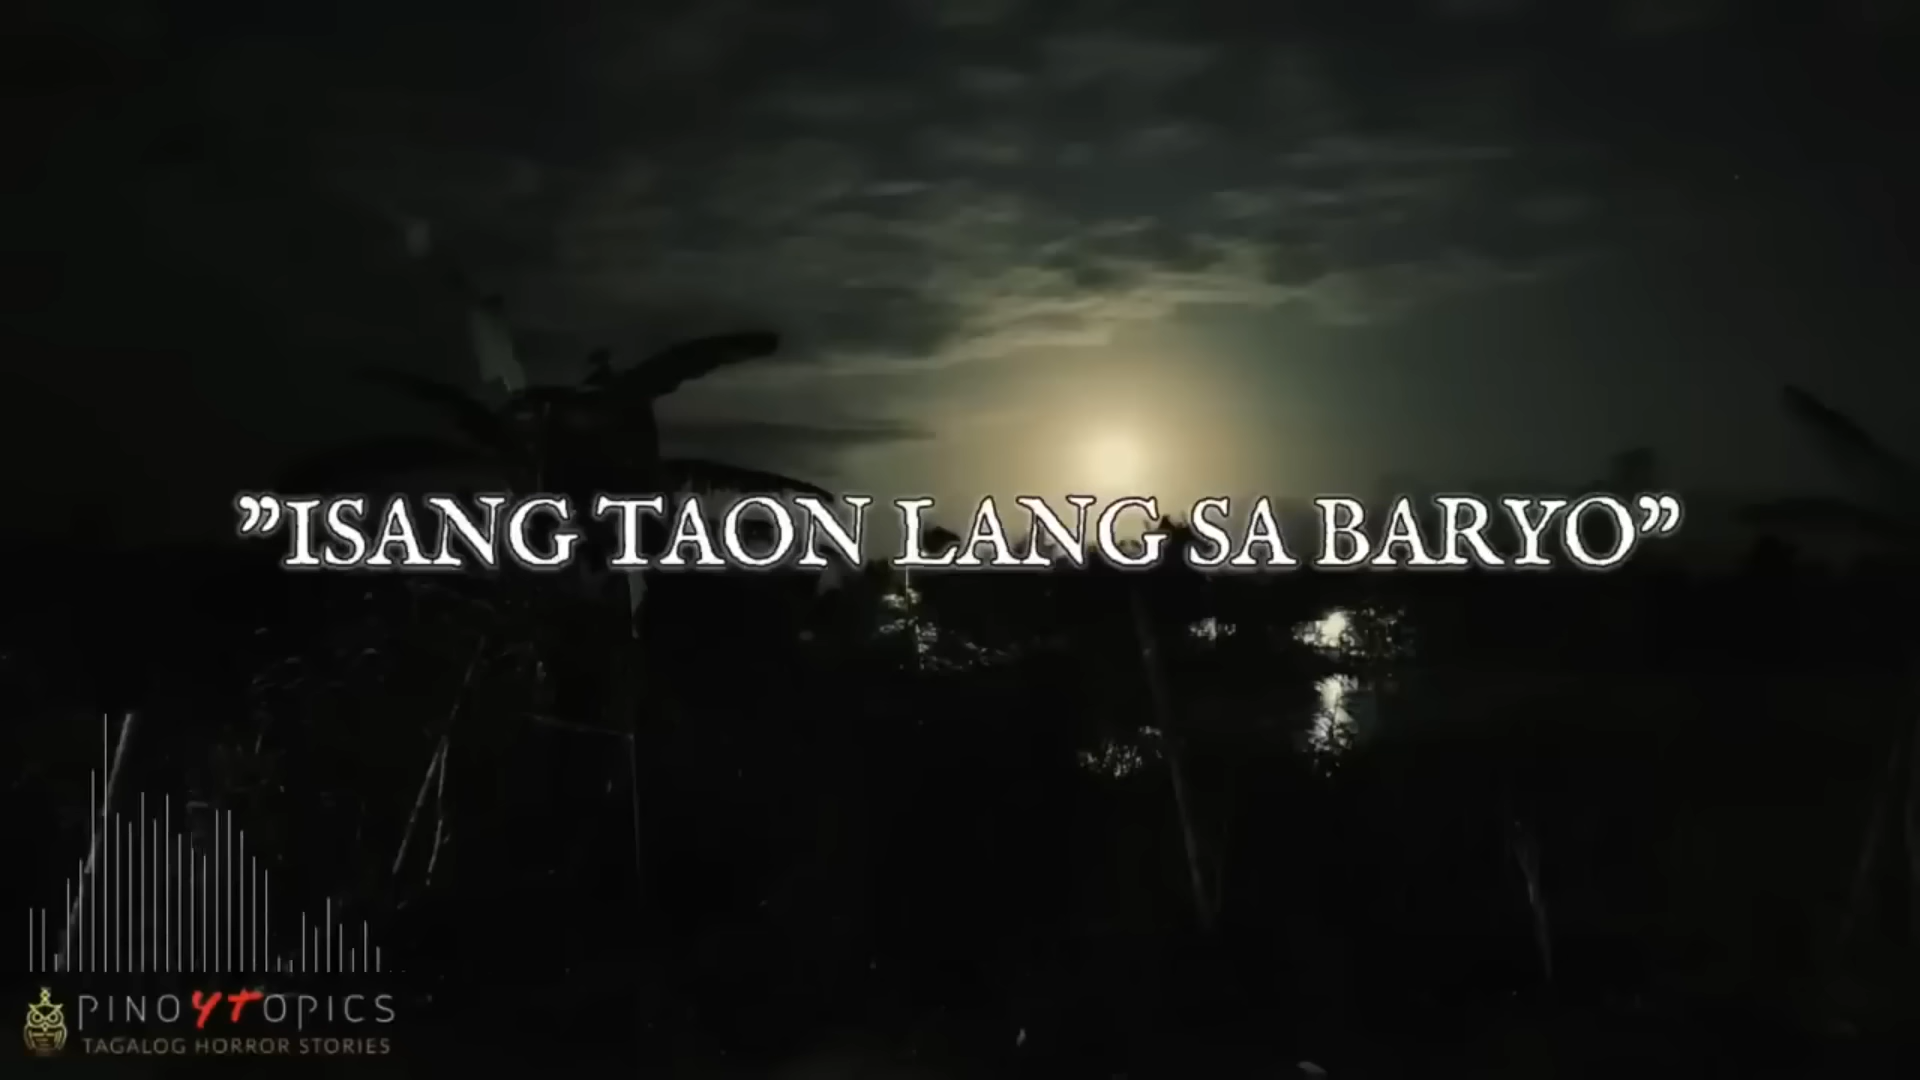 ”ISANG TAON LANG SA BARYO”
PINOYTOPICS
TAGALOG HORROR STORIES